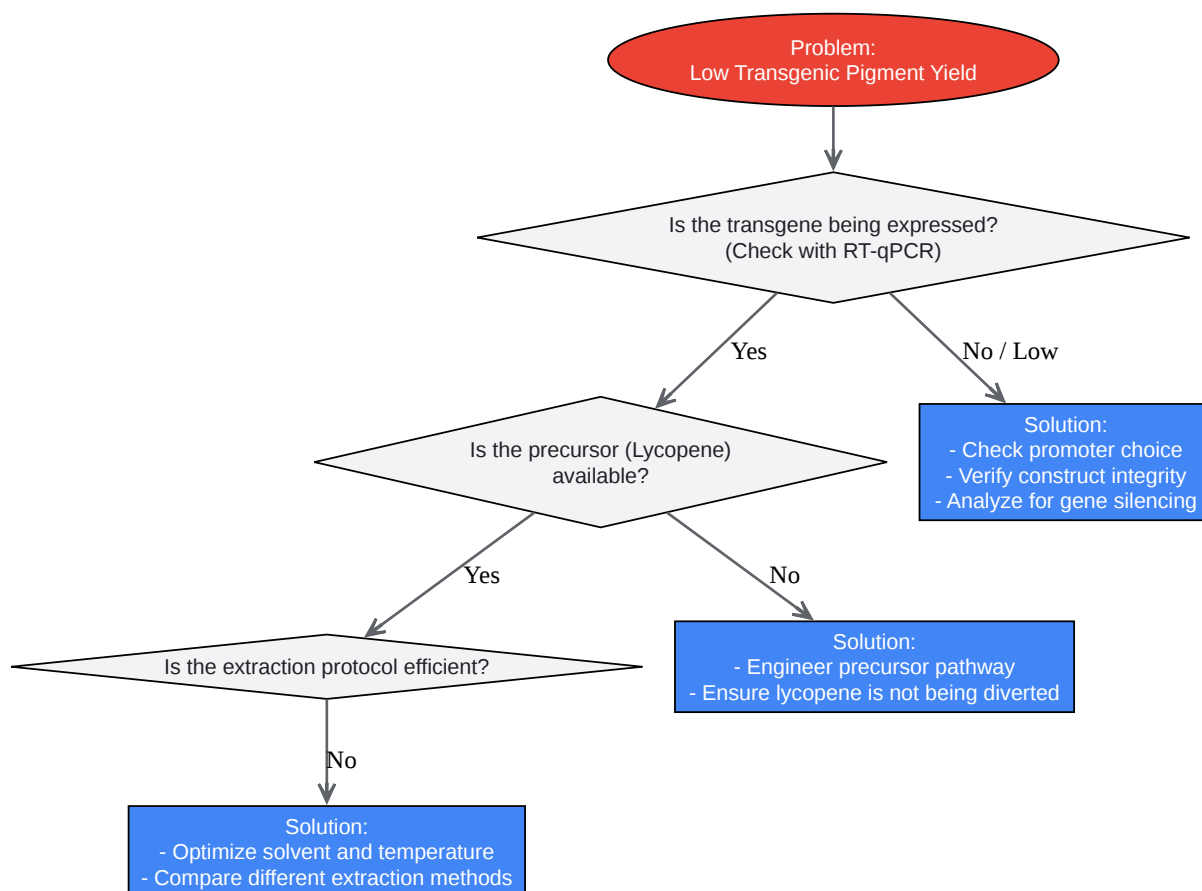 Problem:
Low Transgenic Pigment Yield
Is the transgene being expressed?
(Check with RT-qPCR)
Yes
No / Low
Is the precursor (Lycopene)
available?
Solution:
- Check promoter choice
- Verify construct integrity
- Analyze for gene silencing
Yes
No
Is the extraction protocol efficient?
Solution:
- Engineer precursor pathway
- Ensure lycopene is not being diverted
No
Solution:
- Optimize solvent and temperature
- Compare different extraction methods